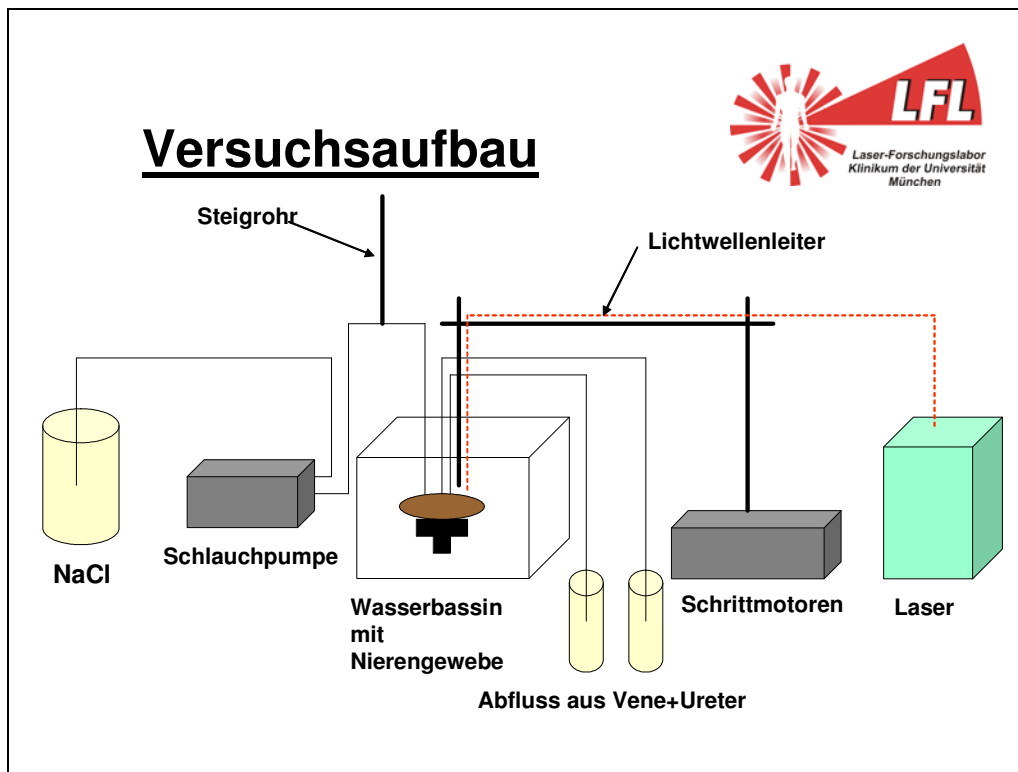 LFL
Laser-Forschungslabor
Klinikum der Universität
München
Versuchsaufbau
Steigrohr
Lichtwellenleiter
NaCl
Schlauchpumpe
Wasserbassin
mit
Nierengewebe
Schrittmotoren
Laser
Abfluss aus Vene+Ureter